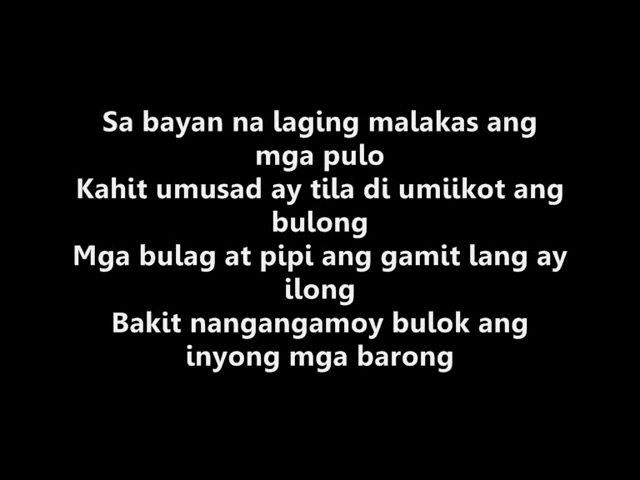 Sa bayan na laging malakas ang
mga pulo
Kahit umusad ay tila di umiikot ang
bulong
Mga bulag at pipi ang gamit lang ay
ilong
Bakit nangangamoy bulok ang
inyong mga barong